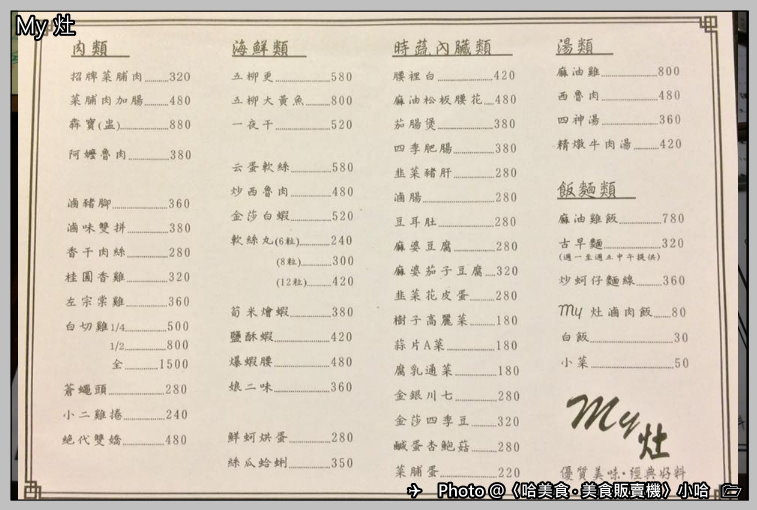 My 灶
肉類
招牌菜脯肉 320
菜脯肉加腸 480
犇寶(盅) 880
阿嬤魯肉 380
滷豬腳 360
滷味雙拼 380
香干肉絲 280
桂圓香雞 320
左宗棠雞 360
白切雞1/4 500
1/2 800
全 1500
蒼蠅頭 280
小二雞捲 240
絕代雙嬌 480
海鮮類
五柳更 580
五柳大黃魚 800
一夜干 520
云蛋軟絲 580
炒西魯肉 480
金莎白蝦 520
軟絲丸(6粒) 240
(8粒) 300
(12粒) 420
筍米燴蝦 380
鹽酥蝦 420
爆蝦腰 480
娘二味 360
鮮蚵烘蛋 280
絲瓜蛤蜊 350
時蔬內臟類
腰裡白 420
麻油松板腰花 480
茄腸煲 380
四季肥腸 380
韭菜豬肝 280
滷腸 280
豆耳肚 280
麻婆豆腐 280
麻婆茄子豆腐 320
韭菜花皮蛋 280
樹子高麗菜 180
蒜片A菜 180
腐乳通菜 180
金銀川七 280
金莎四季豆 320
鹹蛋杏鮑菇 280
菜脯蛋 220
湯類
麻油雞 800
西魯肉 480
四神湯 360
精燉牛肉湯 420
飯麵類
麻油雞飯 780
古早麵 320
(週一至週五中午提供)
炒蚵仔麵線 360
My 灶滷肉飯 80
白飯 30
小菜 50
My 灶
優質美味·經典好料
Photo @〈哈美食·美食販賣機〉小哈